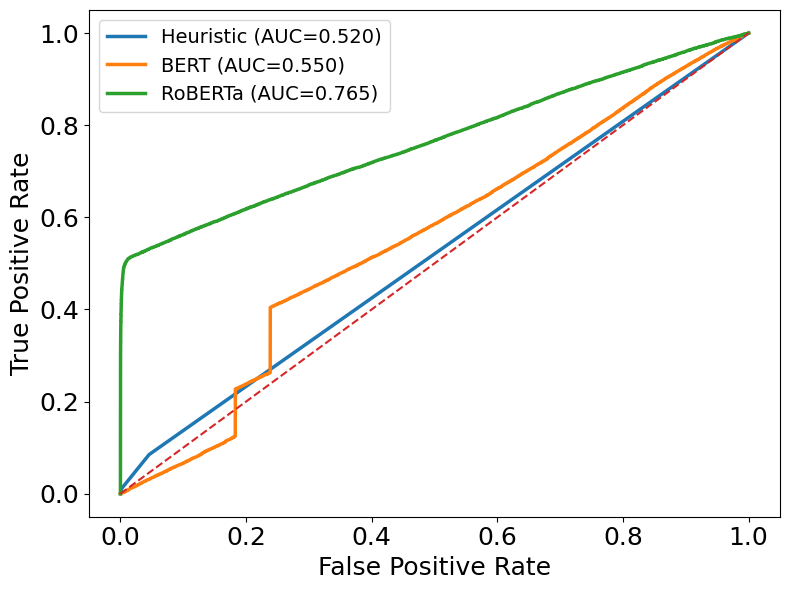 Heuristic (AUC=0.520)
BERT (AUC=0.550)
RoBERTa (AUC=0.765)
True Positive Rate
1.0
0.8
0.6
0.4
0.2
0.0
0.0 0.2 0.4 0.6 0.8 1.0
False Positive Rate